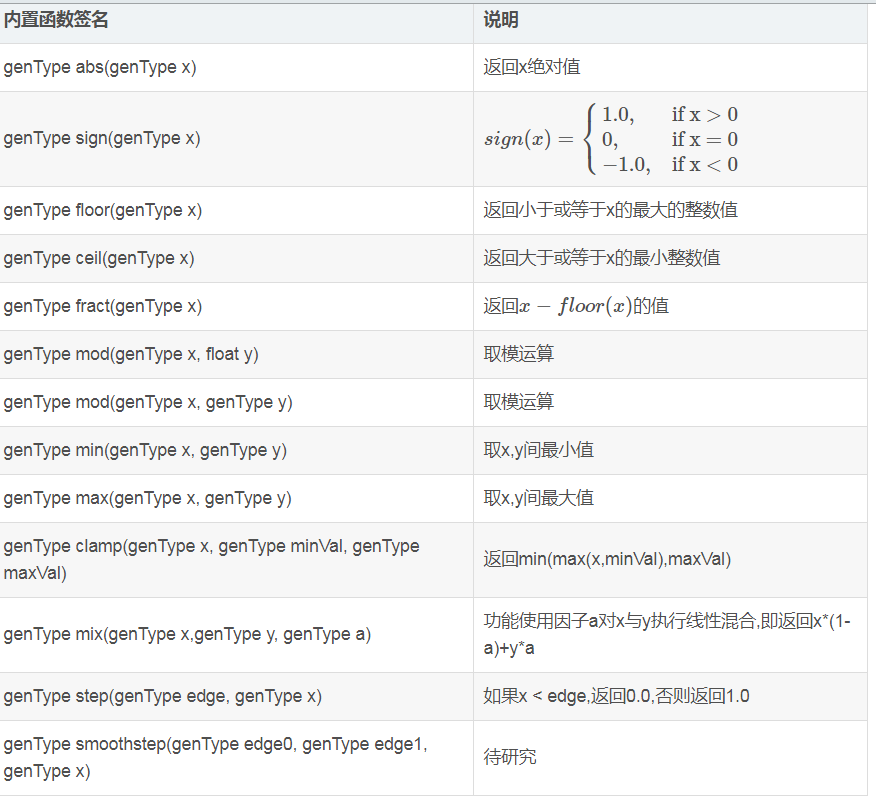 内置函数签名 说明
genType abs(genType x) 返回x绝对值
genType sign(genType x) sign(x) = { 1.0, if x > 0
0, if x = 0
−1.0, if x < 0
genType floor(genType x) 返回小于或等于x的最大的整数值
genType ceil(genType x) 返回大于或等于x的最小整数值
genType fract(genType x) 返回x − floor(x)的值
genType mod(genType x, float y) 取模运算
genType mod(genType x, genType y) 取模运算
genType min(genType x, genType y) 取x,y间最小值
genType max(genType x, genType y) 取x,y间最大值
genType clamp(genType x, genType minVal, genType
maxVal) 返回min(max(x,minVal),maxVal)
genType mix(genType x,genType y, genType a) 功能使用因子a对x与y执行线性混合,即返回x*(1-
a)+y*a
genType step(genType edge, genType x) 如果x < edge,返回0.0,否则返回1.0
genType smoothstep(genType edge0, genType edge1,
genType x) 待研究